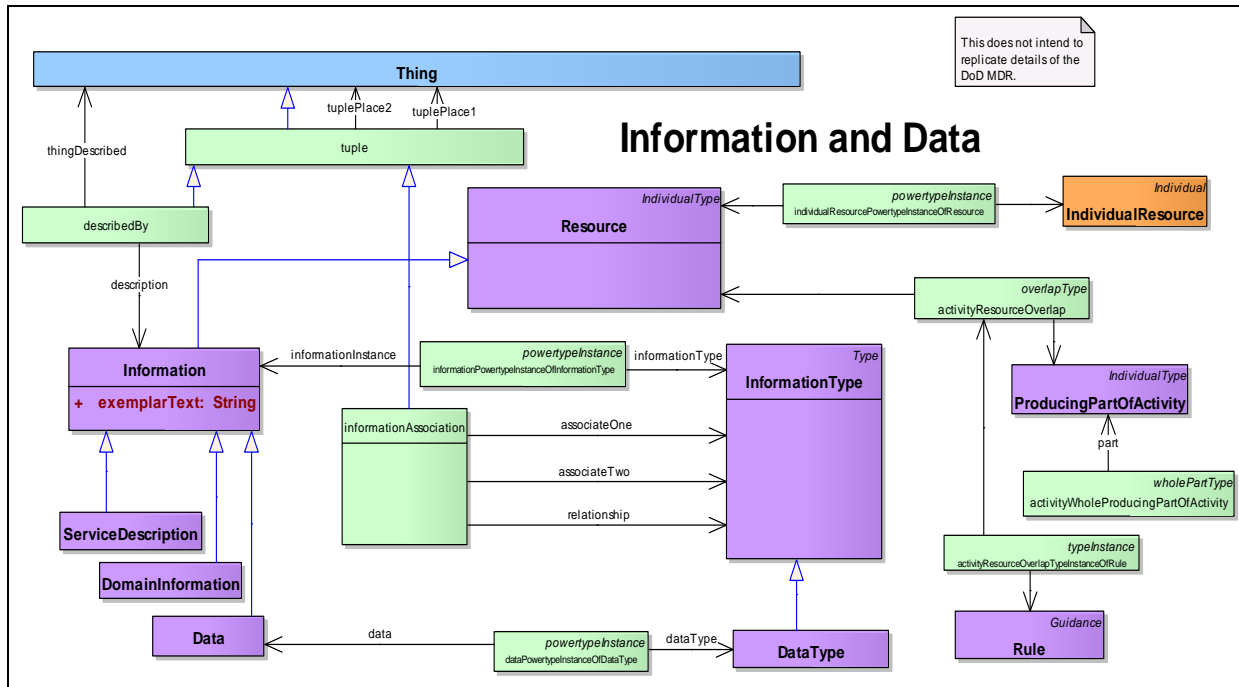 This does not intend to
replicate details of the
DoD MDR.
Thing
tuplePlace2
tuplePlace1
thingDescribed
tuple
Information and Data
describedBy
IndividualType
Resource
powertypeInstance
individualResourcePowertypeInstanceOfResource
Individual
IndividualResource
description
overlapType
activityResourceOverlap
Information
+ exemplarText: String
informationInstance
powertypeInstance
informationPowertypeInstanceOfInformationType
informationType
Type
InformationType
IndividualType
ProducingPartOfActivity
informationAssociation
associateOne
associateTwo
relationship
part
wholePartType
activityWholeProducingPartOfActivity
ServiceDescription
DomainInformation
typeInstance
activityResourceOverlapTypeInstanceOfRule
Data
data
powertypeInstance
dataPowertypeInstanceOfDataType
dataType
DataType
Guidance
Rule